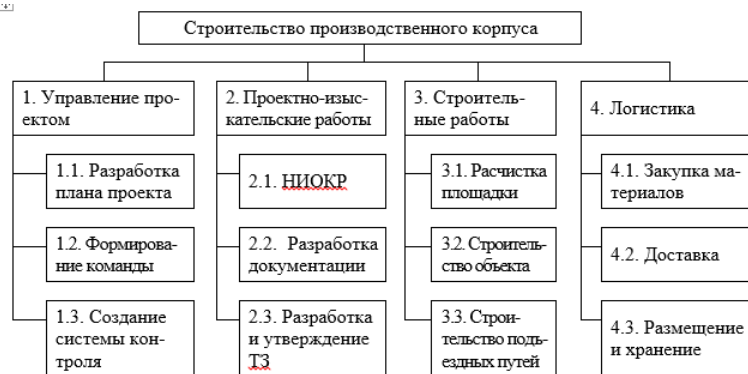 Строительство производственного корпуса
1. Управление про-
ектом
2. Проектно-изыс-
кательские работы
3. Строитель-
ные работы
4. Логистика
1.1. Разработка
плана проекта
2.1. НИОКР
3.1. Расчистка
площадки
4.1. Закупка ма-
териалов
1.2. Формирова-
ние команды
2.2. Разработка
документации
3.2. Строитель-
ство объекта
4.2. Доставка
1.3. Создание
системы кон-
троля
2.3. Разработка
и утверждение
ТЗ
3.3. Строи-
тельство подъ-
ездных путей
4.3. Размещение
и хранение